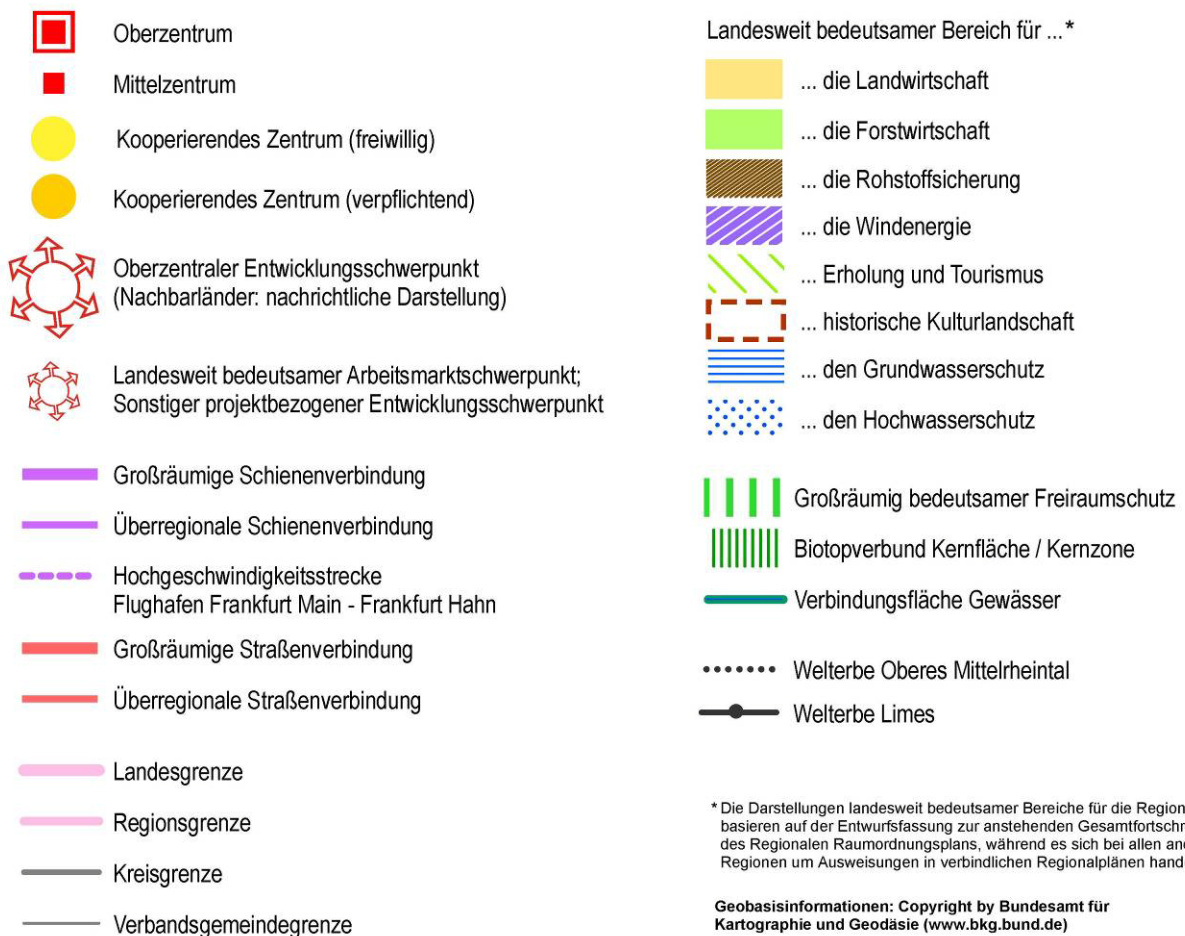 Oberzentrum
Mittelzentrum
Kooperierendes Zentrum (freiwillig)
Kooperierendes Zentrum (verpflichtend)
Oberzentraler Entwicklungsschwerpunkt
(Nachbarländer: nachrichtliche Darstellung)
Landesweit bedeutsamer Arbeitsmarktschwerpunkt;
Sonstiger projektbezogener Entwicklungsschwerpunkt
Großräumige Schienenverbindung
Überregionale Schienenverbindung
Hochgeschwindigkeitsstrecke
Flughafen Frankfurt Main - Frankfurt Hahn
Großräumige Straßenverbindung
Überregionale Straßenverbindung
Landesgrenze
Regionsgrenze
Kreisgrenze
Verbandsgemeindegrenze
Landesweit bedeutsamer Bereich für ...*
... die Landwirtschaft
... die Forstwirtschaft
... die Rohstoffsicherung
... die Windenergie
... Erholung und Tourismus
... historische Kulturlandschaft
... den Grundwasserschutz
... den Hochwasserschutz
Großräumig bedeutsamer Freiraumschutz
Biotopverbund Kernfläche / Kernzone
Verbindungsfläche Gewässer
Welterbe Oberes Mittelrheintal
Welterbe Limes
* Die Darstellungen landesweit bedeutsamer Bereiche für die Region
basieren auf der Entwurfsfassung zur anstehenden
des Regionalen Raumordnungsplans, während es sich bei allen
Regionen um Ausweisungen in verbindlichen Regionalplänen
Geobasisinformationen: Copyright by Bundesamt für
Kartographie und Geodäsie (www.bkg.bund.de)